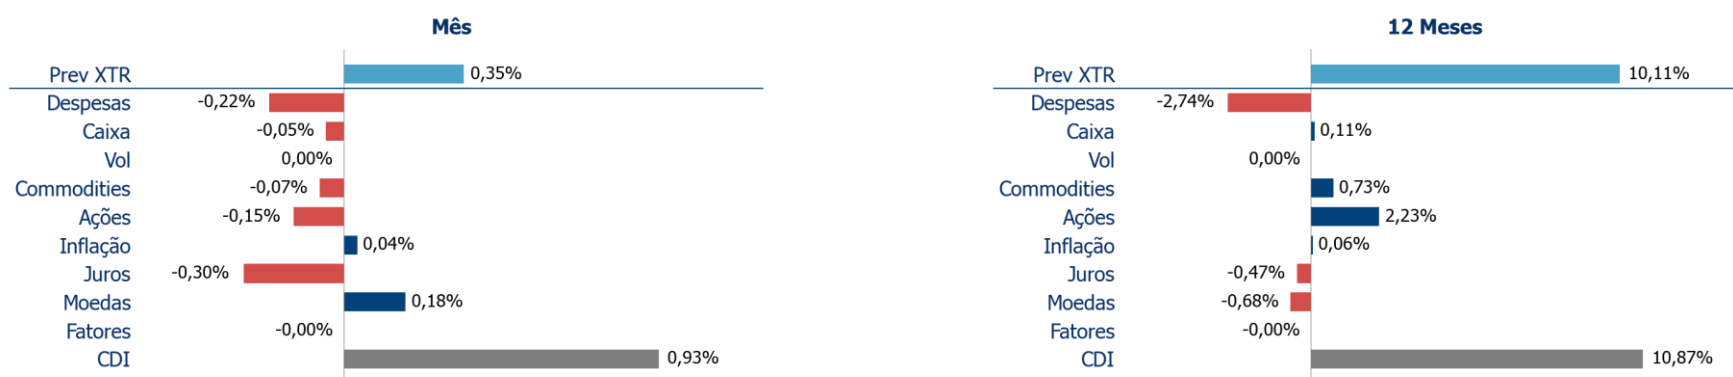 Mês
Prev XTR 0,35%
Despesas -0,22%
Caixa -0,05%
Vol 0,00%
Commodities -0,07%
Ações -0,15%
Inflação 0,04%
Juros -0,30%
Moedas 0,18%
Fatores -0,00%
CDI 0,93%
12 Meses
Prev XTR 10,11%
Despesas -2,74%
Caixa 0,11%
Vol 0,00%
Commodities 0,73%
Ações 2,23%
Inflação 0,06%
Juros -0,47%
Moedas -0,68%
Fatores -0,00%
CDI 10,87%